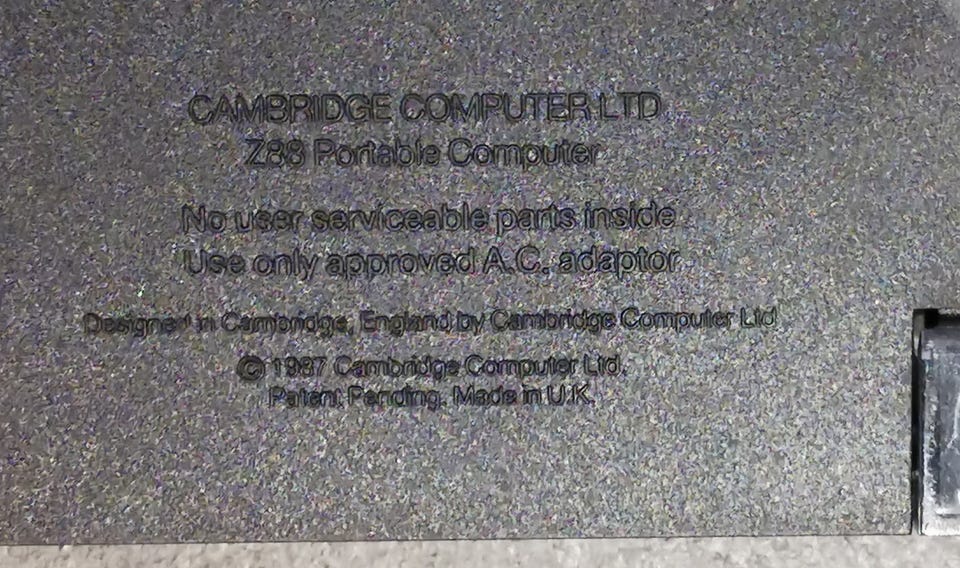 CAMBRIDGE COMPUTER LTD
Z88 Portable Computer
No user serviceable parts inside
Use only approved A.C. adaptor
Designed in Cambridge, England by Cambridge Computer Ltd
© 1987 Cambridge Computer Ltd.
Patent Pending. Made in U.K.